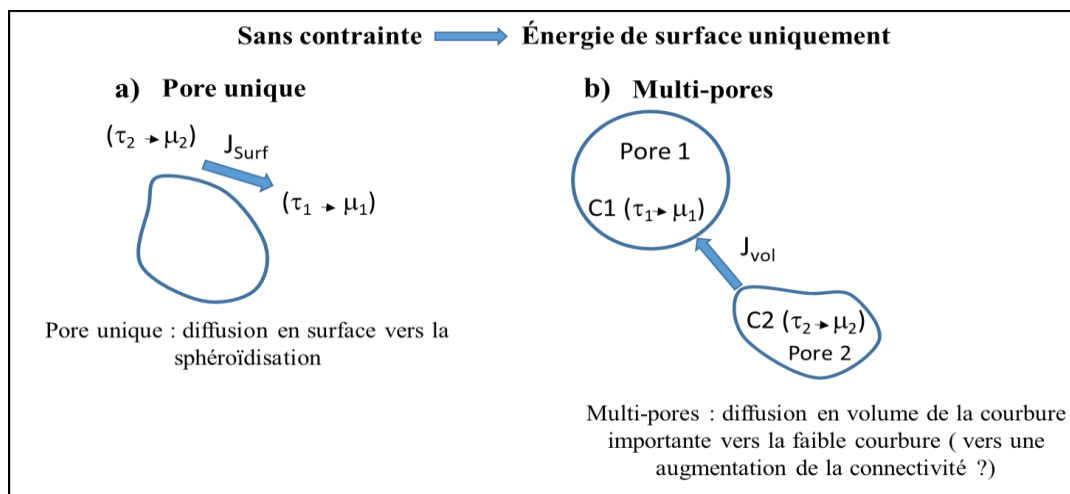 Sans contrainte Énergie de surface uniquement
a) Pore unique
(τ₂ → μ₂)
J_Surf
(τ₁ → μ₁)
Pore unique : diffusion en surface vers la
sphéroïdisation
b) Multi-pores
Pore 1
C1 (τ₁→ μ₁)
J_vol
C2 (τ₂→ μ₂)
Pore 2
Multi-pores : diffusion en volume de la courbure
importante vers la faible courbure ( vers une
augmentation de la connectivité ?)